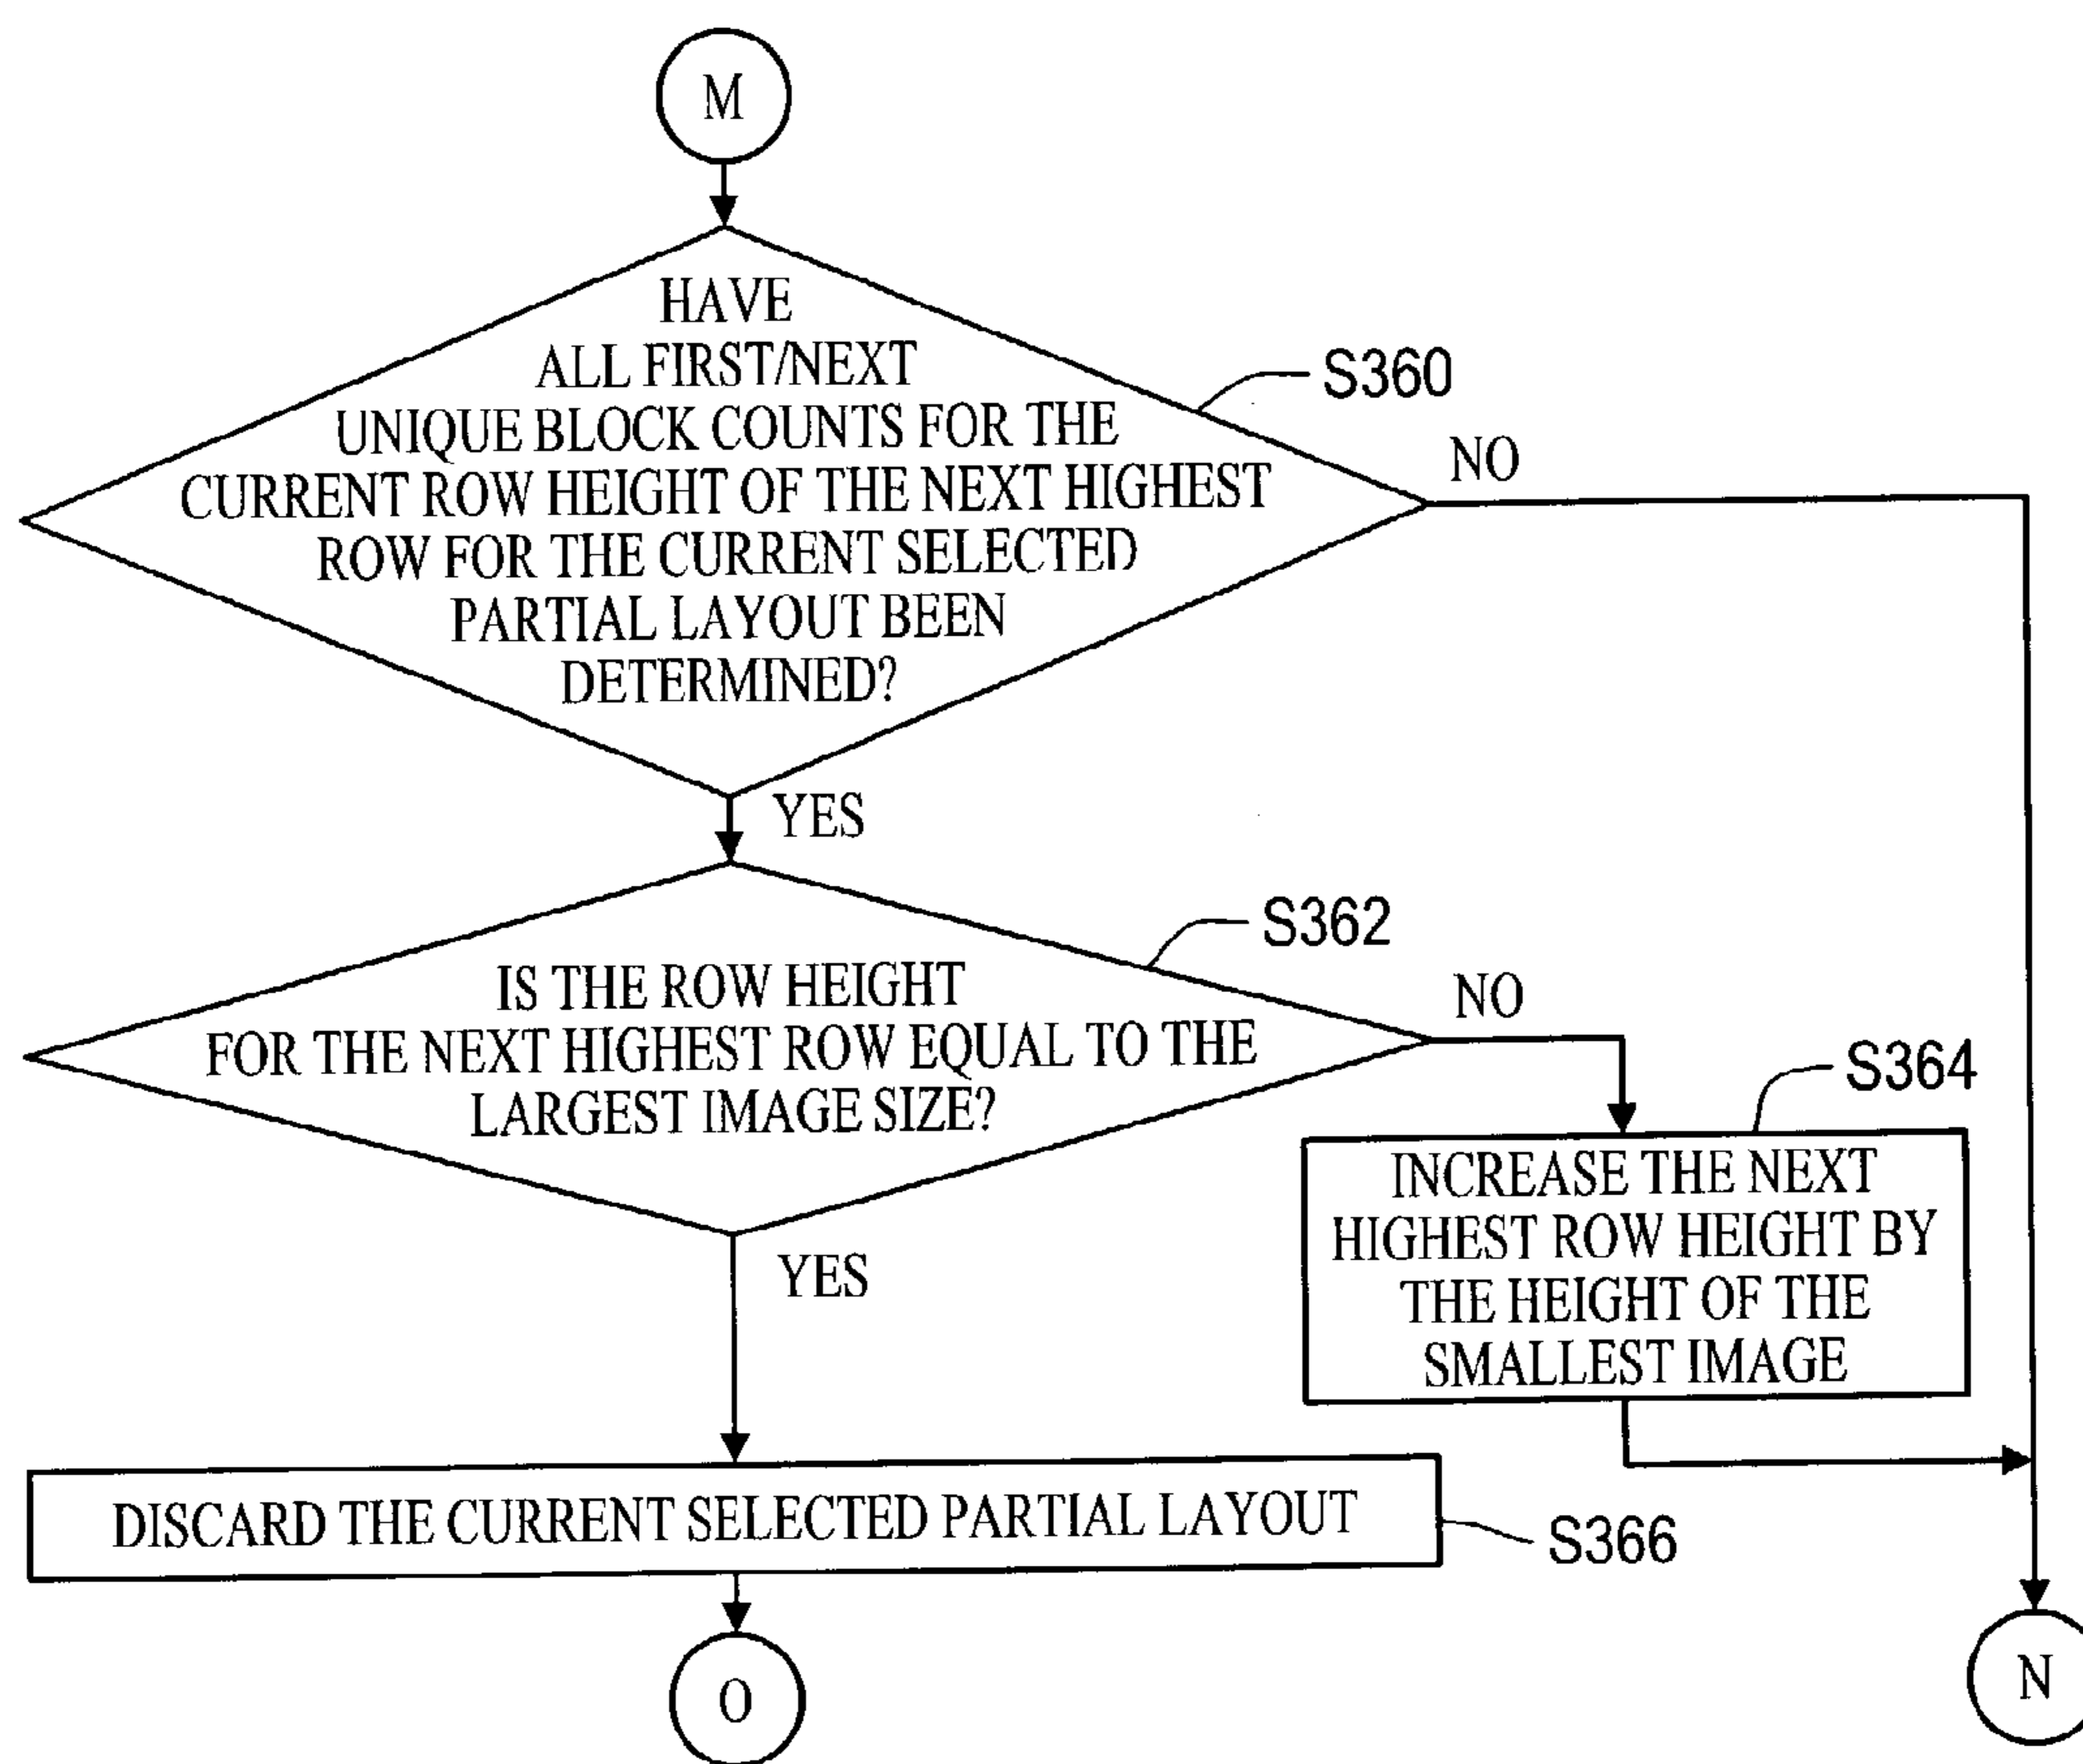 M
HAVE
ALL FIRST/NEXT
UNIQUE BLOCK COUNTS FOR THE
CURRENT ROW HEIGHT OF THE NEXT HIGHEST
ROW FOR THE CURRENT SELECTED
PARTIAL LAYOUT BEEN
DETERMINED?
S360
NO
YES
IS THE ROW HEIGHT
FOR THE NEXT HIGHEST ROW EQUAL TO THE
LARGEST IMAGE SIZE?
S362
NO
S364
INCREASE THE NEXT
HIGHEST ROW HEIGHT BY
THE HEIGHT OF THE
SMALLEST IMAGE
YES
DISCARD THE CURRENT SELECTED PARTIAL LAYOUT
S366
O
N